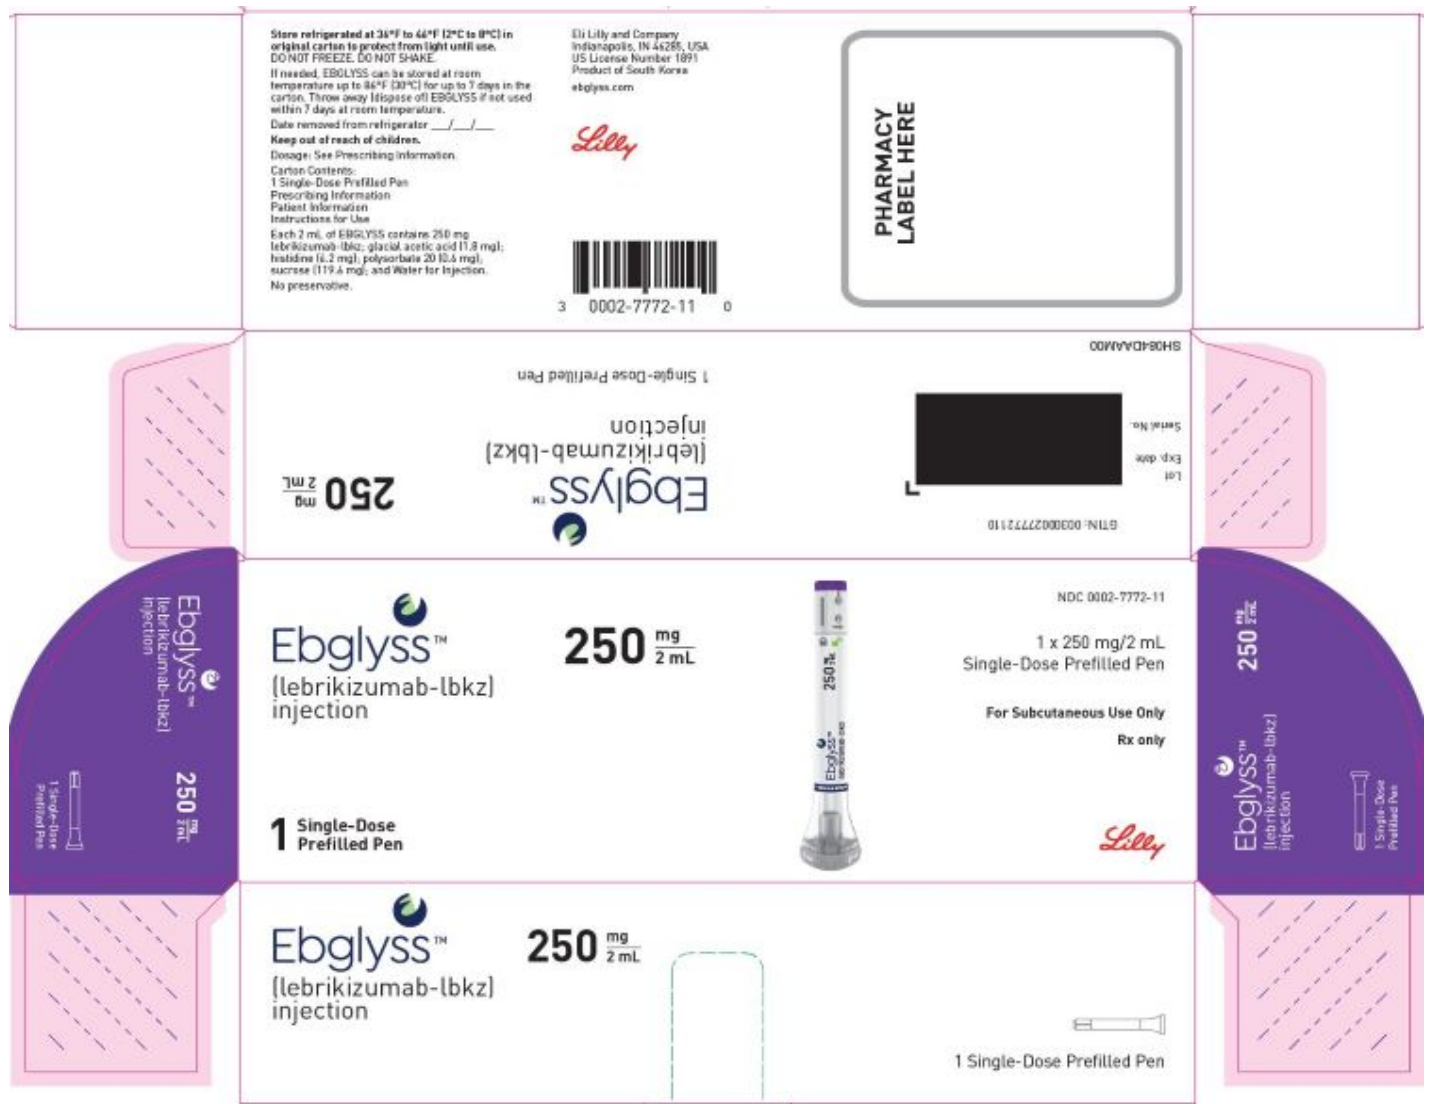 Store refrigerated at 36°F to 46°F (2°C to 8°C) in
original carton to protect from light until use.
DO NOT FREEZE. DO NOT SHAKE.
If needed, EBGLYSS can be stored at room
temperature up to 86°F (30°C) for up to 7 days in the
carton. Throw away (dispose of) EBGLYSS if not used
within 7 days at room temperature.
Date removed from refrigerator ___/___/___
Keep out of reach of children.
Dosage: See Prescribing Information.
Carton Contents:
1 Single-Dose Prefilled Pen
Prescribing Information
Patient Information
Instructions for Use
Each 2 mL of EBGLYSS contains 250 mg
lebrikizumab-lbkz; glacial acetic acid (1.8 mg);
histidine (6.2 mg); polysorbate 20 (0.6 mg);
sucrose (119.6 mg); and Water for Injection.
No preservative.
Eli Lilly and Company
Indianapolis, IN 46285, USA
US License Number 1891
Product of South Korea
ebglyss.com
Lilly
3 0002-7772-11 0
PHARMACY
LABEL HERE
Ebglyss™
(lebrikizumab-lbkz)
injection
250 mg
2 mL
1 Single-Dose Prefilled Pen
GTIN: 00300027772110
Lot
Exp. date
Serial No.
SH084DAAM00
Ebglyss™
(lebrikizumab-lbkz)
injection
250 mg
2 mL
1 Single-Dose
Prefilled Pen
Ebglyss™
(lebrikizumab-lbkz)
injection
250 mg
2 mL
1 Single-Dose
Prefilled Pen
250 mg
Ebglyss™
NDC 0002-7772-11
1 x 250 mg/2 mL
Single-Dose Prefilled Pen
For Subcutaneous Use Only
Rx only
Lilly
250 mg
2 mL
Ebglyss™
(lebrikizumab-lbkz)
injection
1 Single-Dose
Prefilled Pen
Ebglyss™
(lebrikizumab-lbkz)
injection
250 mg
2 mL
1 Single-Dose Prefilled Pen